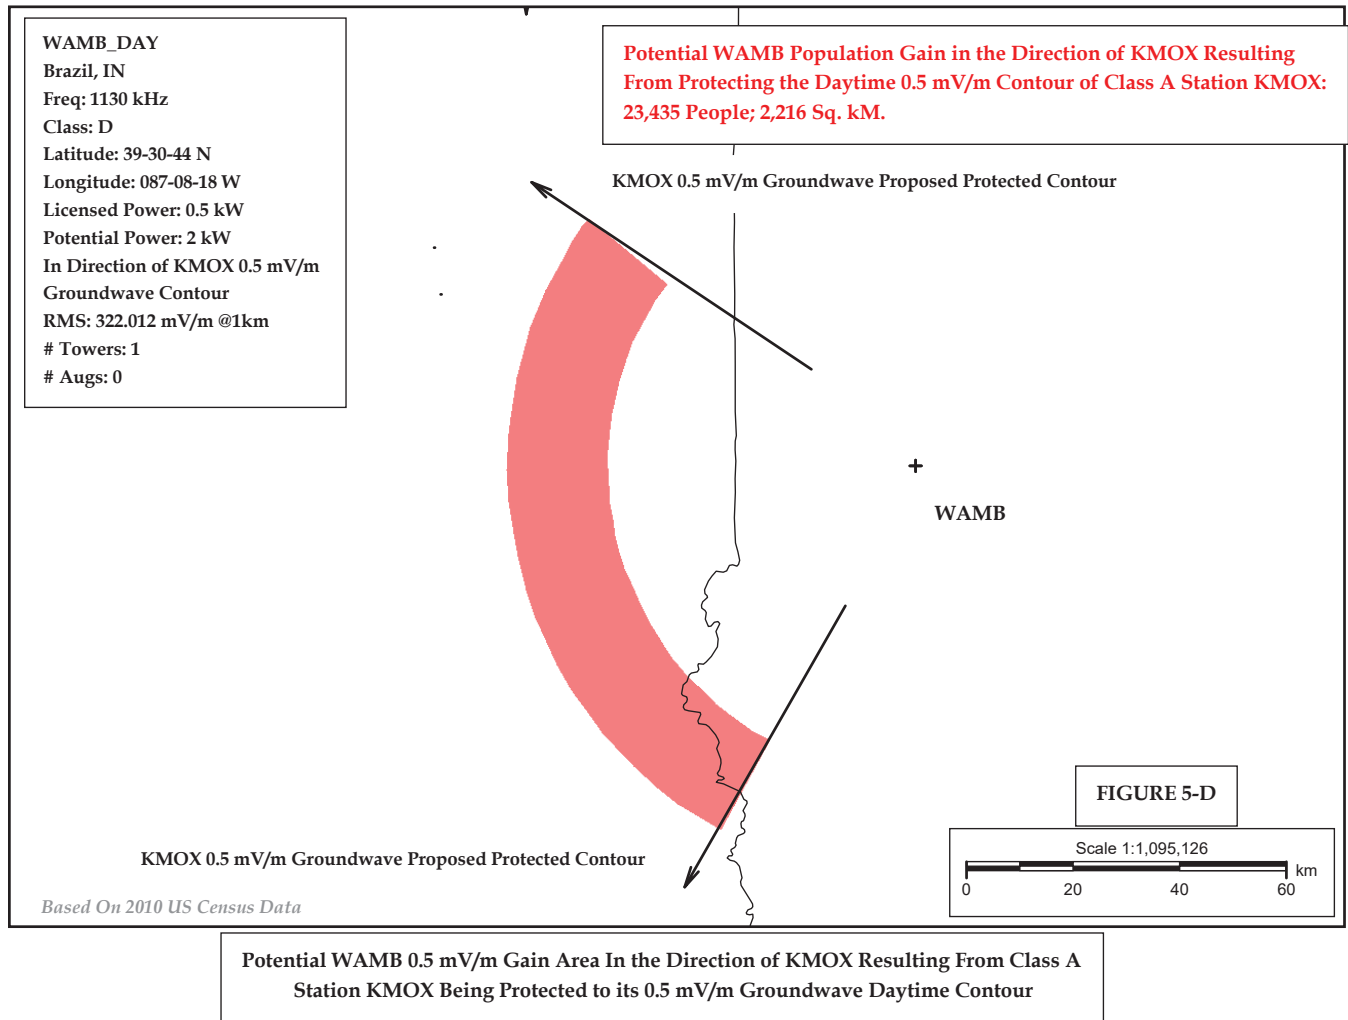 WAMB_DAY
Brazil, IN
Freq: 1130 kHz
Class: D
Latitude: 39-30-44 N
Longitude: 087-08-18 W
Licensed Power: 0.5 kW
Potential Power: 2 kW
In Direction of KMOX 0.5 mV/m
Groundwave Contour
RMS: 322.012 mV/m @1km
# Towers: 1
# Augs: 0
Potential WAMB Population Gain in the Direction of KMOX Resulting
From Protecting the Daytime 0.5 mV/m Contour of Class A Station KMOX:
23,435 People; 2,216 Sq. kM.
KMOX 0.5 mV/m Groundwave Proposed Protected Contour
WAMB
FIGURE 5-D
Scale 1:1,095,126
km
0 20 40 60
KMOX 0.5 mV/m Groundwave Proposed Protected Contour
Based On 2010 US Census Data
Potential WAMB 0.5 mV/m Gain Area In the Direction of KMOX Resulting From Class A
Station KMOX Being Protected to its 0.5 mV/m Groundwave Daytime Contour